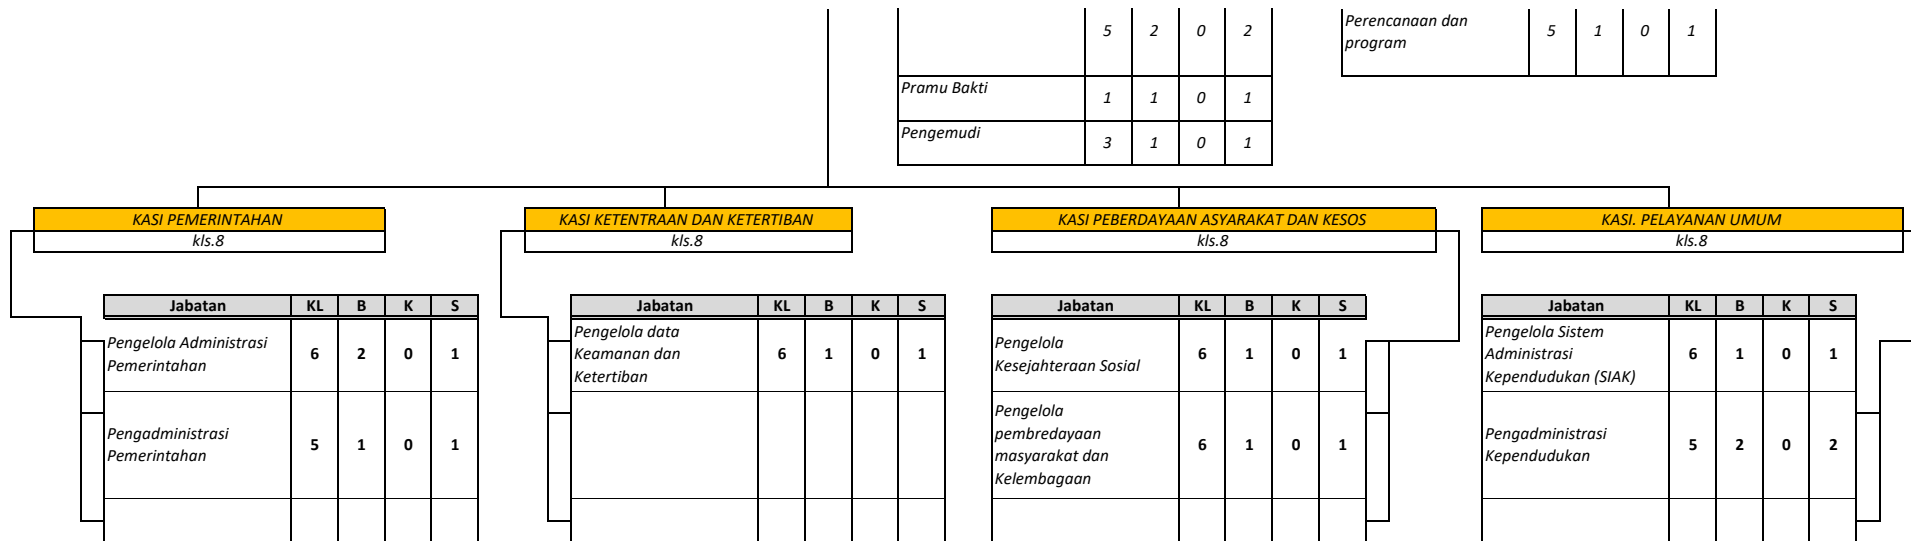 5 2 0 2
Perencanaan dan
program
5 1 0 1
Pramu Bakti
1 1 0 1
Pengemudi
3 1 0 1
KASI PEMERINTAHAN
kls.8
KASI KETENTRAAN DAN KETERTIBAN
kls.8
KASI PEBERDAYAAN ASYARAKAT DAN KESOS
kls.8
KASI. PELAYANAN UMUM
kls.8
Jabatan KL B K S
Pengelola Administrasi
Pemerintahan
6 2 0 1
Pengadministrasi
Pemerintahan
5 1 0 1
Jabatan KL B K S
Pengelola data
Keamanan dan
Ketertiban
6 1 0 1
Jabatan KL B K S
Pengelola
Kesejahteraan Sosial
6 1 0 1
Pengelola
pembredayaan
masyarakat dan
Kelembagaan
6 1 0 1
Jabatan KL B K S
Pengelola Sistem
Administrasi
Kependudukan (SIAK)
6 1 0 1
Pengadministrasi
Kependudukan
5 2 0 2